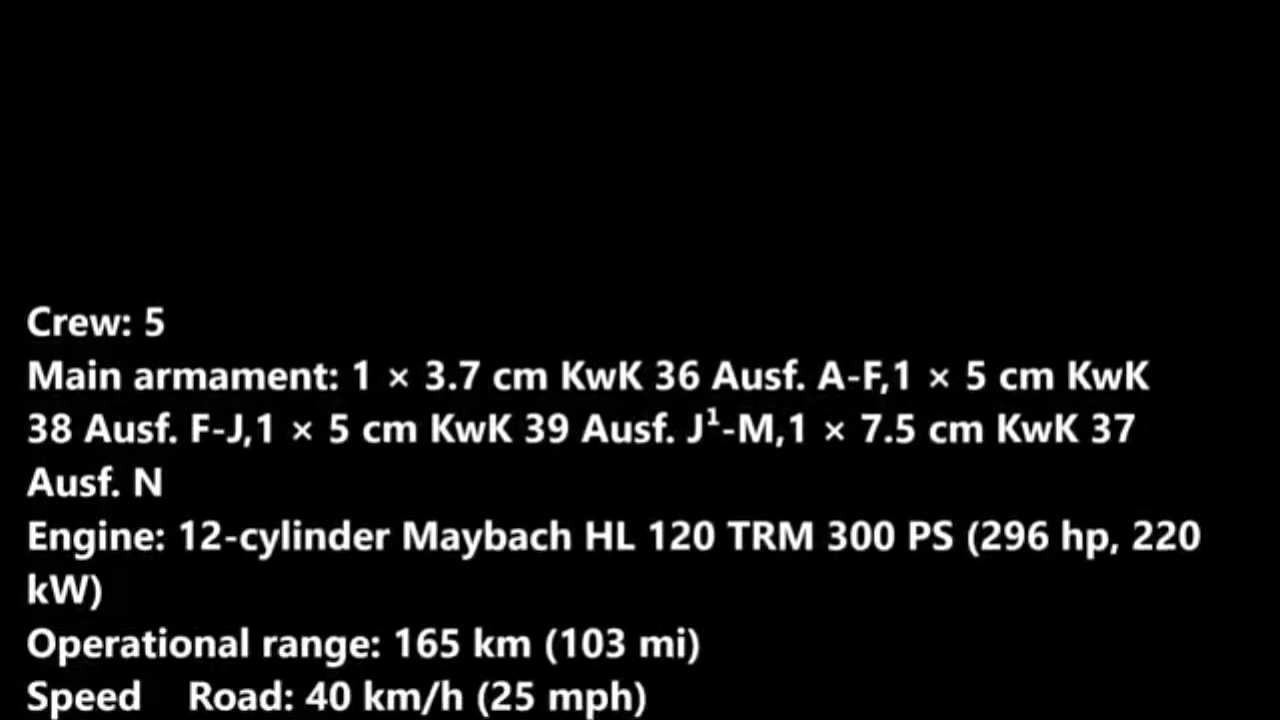 Crew: 5
Main armament: 1 × 3.7 cm KwK 36 Ausf. A-F,1 × 5 cm KwK
38 Ausf. F-J,1 × 5 cm KwK 39 Ausf. J¹-M,1 × 7.5 cm KwK 37
Ausf. N
Engine: 12-cylinder Maybach HL 120 TRM 300 PS (296 hp, 220
kW)
Operational range: 165 km (103 mi)
Speed    Road: 40 km/h (25 mph)